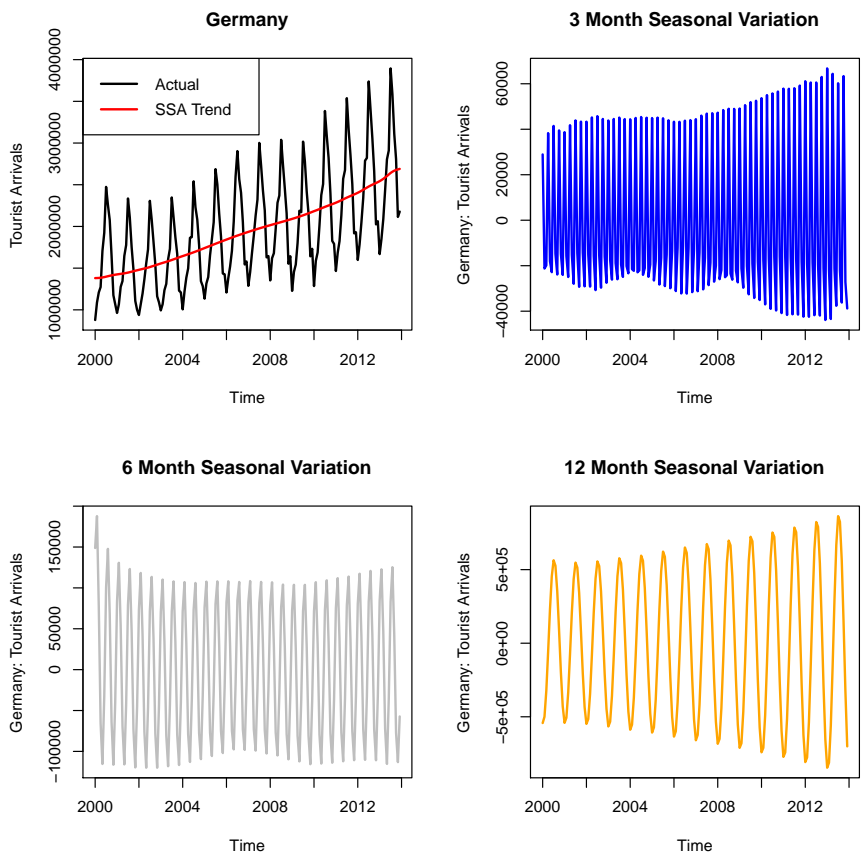 Germany
Tourist Arrivals
4000000
3000000
2000000
1000000
Actual
SSA Trend
2000
2004
2008
2012
Time
3 Month Seasonal Variation
Germany: Tourist Arrivals
60000
20000
0
−40000
2000
2004
2008
2012
Time
6 Month Seasonal Variation
Germany: Tourist Arrivals
150000
50000
0
−100000
2000
2004
2008
2012
Time
12 Month Seasonal Variation
Germany: Tourist Arrivals
5e+05
0e+00
−5e+05
2000
2004
2008
2012
Time